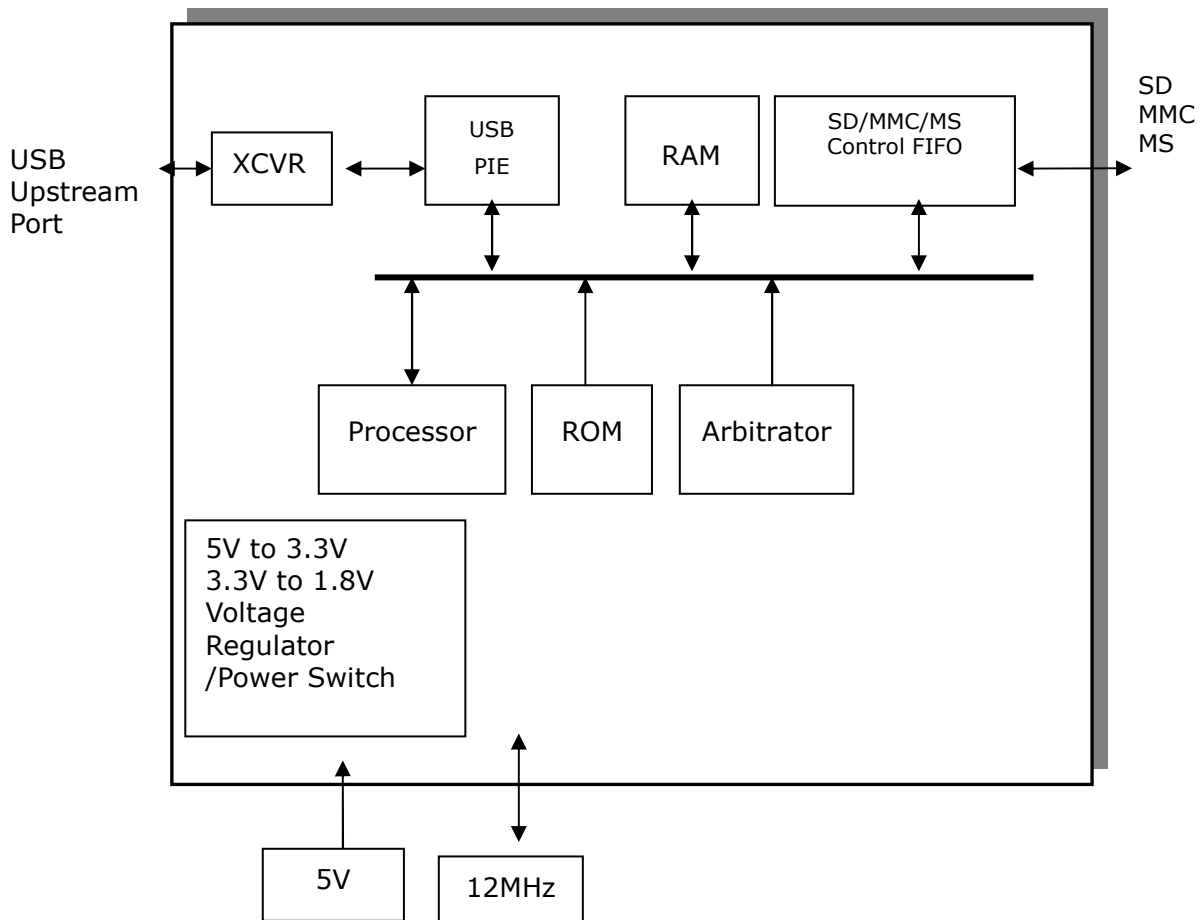 SD
MMC
MS
USB
Upstream
Port
XCVR
USB
PIE
RAM
SD/MMC/MS
Control FIFO
Processor
ROM
Arbitrator
5V to 3.3V
3.3V to 1.8V
Voltage
Regulator
/Power Switch
5V
12MHz